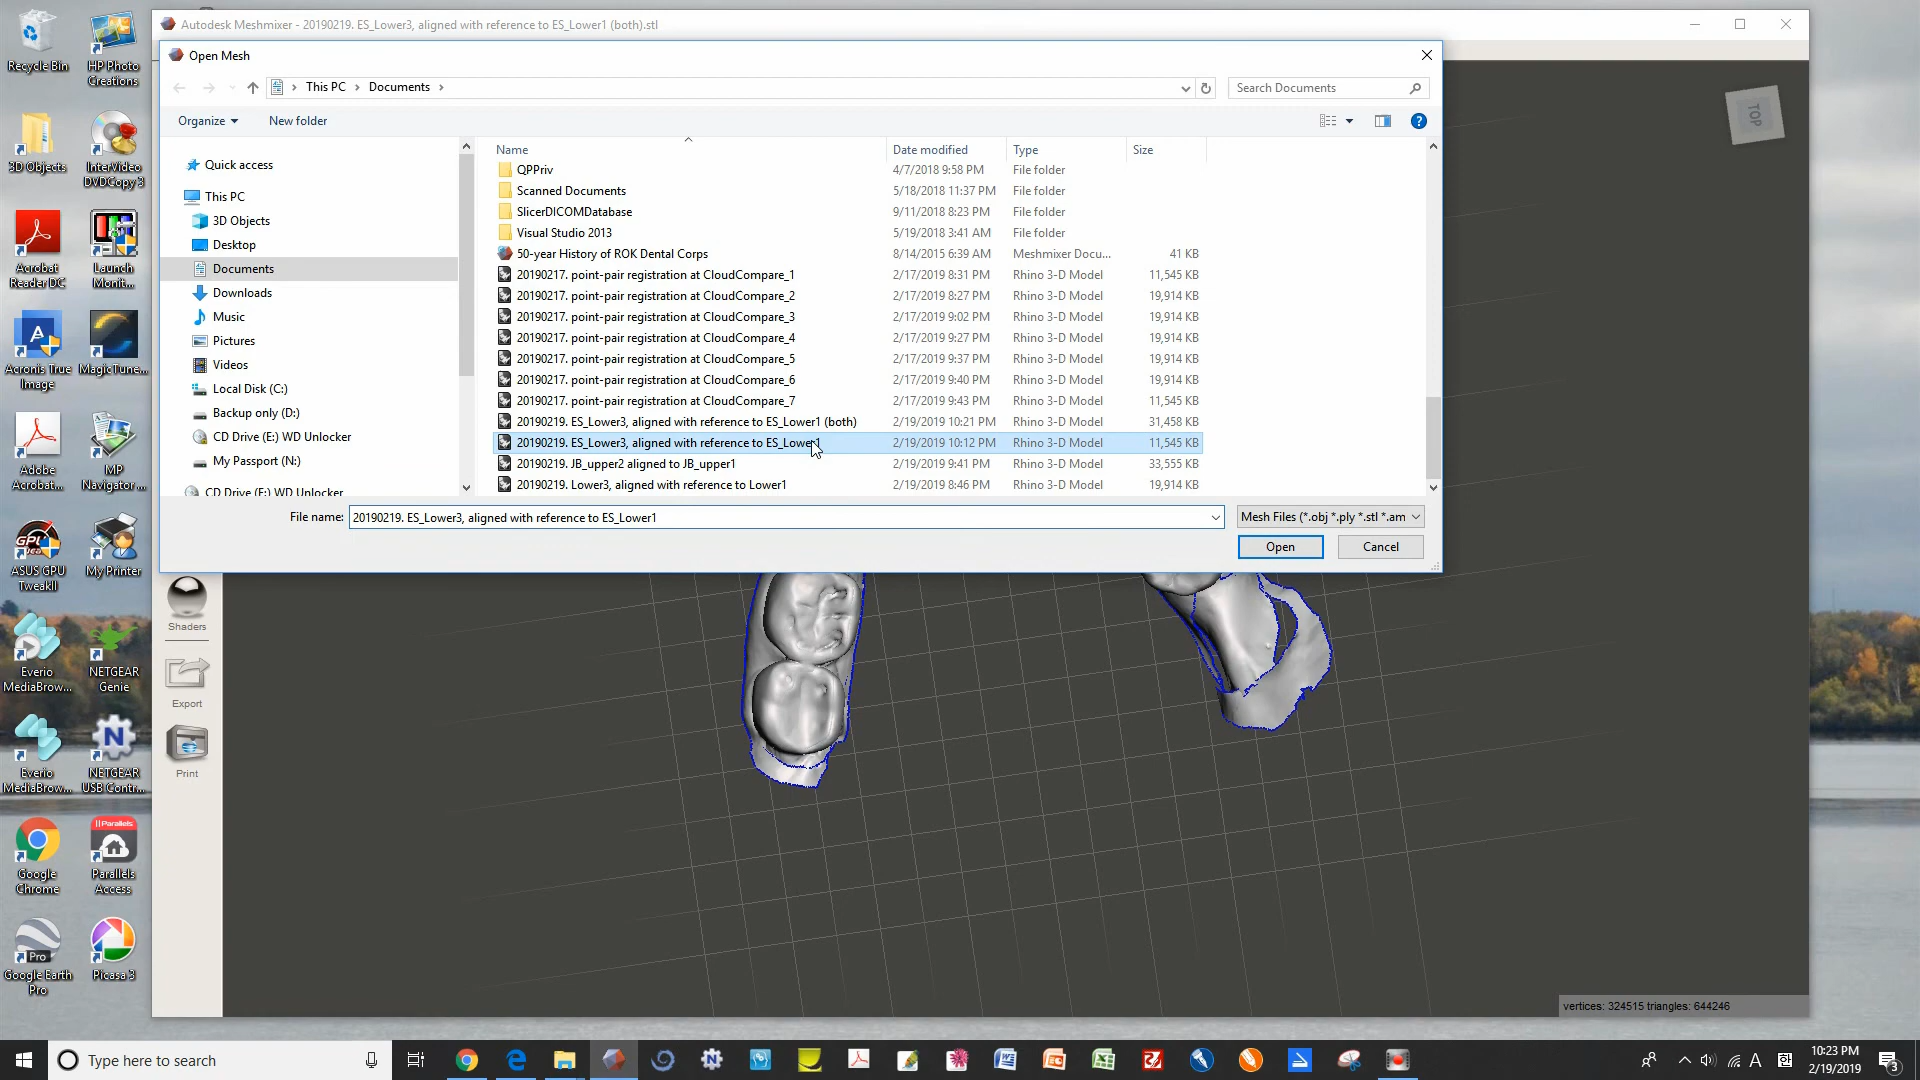 Autodesk Meshmixer - 20190219. ES_Lower3, aligned with reference to ES_Lower1 (both).stl
Open Mesh
This PC > Documents >
Search Documents
Organize
New folder
Quick access
This PC
3D Objects
Desktop
Documents
Downloads
Music
Pictures
Videos
Local Disk (C:)
Backup only (D:)
CD Drive (E:) WD Unlocker
My Passport (N:)
CD Drive (E:) WD Unlocker
Name Date modified Type Size
QPPriv 4/7/2018 9:58 PM File folder
Scanned Documents 5/18/2018 11:37 PM File folder
SlicerDICOMDatabase 9/11/2018 8:23 PM File folder
Visual Studio 2013 5/19/2018 3:41 AM File folder
50-year History of ROK Dental Corps 8/14/2015 6:39 AM Meshmixer Docu... 41 KB
20190217. point-pair registration at CloudCompare_1 2/17/2019 8:31 PM Rhino 3-D Model 11,545 KB
20190217. point-pair registration at CloudCompare_2 2/17/2019 8:27 PM Rhino 3-D Model 19,914 KB
20190217. point-pair registration at CloudCompare_3 2/17/2019 9:02 PM Rhino 3-D Model 19,914 KB
20190217. point-pair registration at CloudCompare_4 2/17/2019 9:27 PM Rhino 3-D Model 19,914 KB
20190217. point-pair registration at CloudCompare_5 2/17/2019 9:37 PM Rhino 3-D Model 19,914 KB
20190217. point-pair registration at CloudCompare_6 2/17/2019 9:40 PM Rhino 3-D Model 19,914 KB
20190217. point-pair registration at CloudCompare_7 2/17/2019 9:43 PM Rhino 3-D Model 11,545 KB
20190219. ES_Lower3, aligned with reference to ES_Lower1 (both) 2/19/2019 10:21 PM Rhino 3-D Model 31,458 KB
20190219. ES_Lower3, aligned with reference to ES_Lower1 2/19/2019 10:12 PM Rhino 3-D Model 11,545 KB
20190219. JB_upper2 aligned to JB_upper1 2/19/2019 9:41 PM Rhino 3-D Model 33,555 KB
20190219. Lower3, aligned with reference to Lower1 2/19/2019 8:46 PM Rhino 3-D Model 19,914 KB
File name: 20190219. ES_Lower3, aligned with reference to ES_Lower1
Mesh Files (*.obj *.ply *.stl *.am
Open
Cancel
Shaders
Export
Print
TOP
vertices: 324515 triangles: 644246
Recycle Bin
HP Photo
Creations
3D Objects
InterVideo
DVDCopy 3
Acrobat
Reader DC
Launch
Monit...
Acronis True
Image
MagicTune...
Adobe
Acrobat...
MP
Navigator ...
ASUS GPU
TweakII
My Printer
Everio
MediaBrow...
NETGEAR
Genie
Everio
MediaBrow...
NETGEAR
USB Contr...
Google
Chrome
|| Parallels
Parallels
Access
Pro
Google Earth
Pro
Picasa 3
Type here to search
A
한
10:23 PM
2/19/2019
3